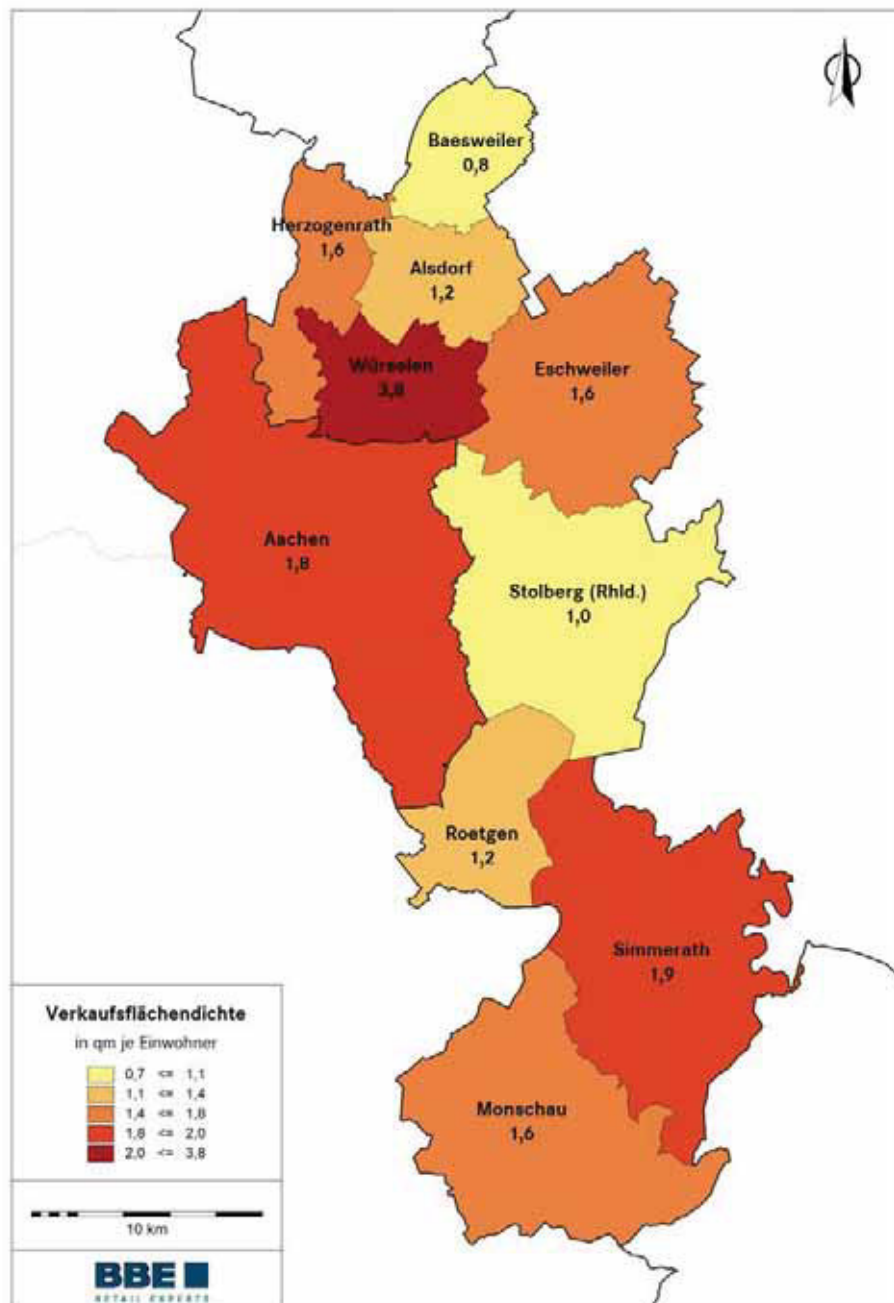 Baesweiler
0,8
Herzogenrath
1,6
Alsdorf
1,2
Würselen
3,8
Eschweiler
1,6
Aachen
1,8
Stolberg (Rhld.)
1,0
Roetgen
1,2
Simmerath
1,9
Monschau
1,6
Verkaufsflächendichte
in qm je Einwohner
0,7 <= 1,1
1,1 <= 1,4
1,4 <= 1,8
1,8 <= 2,0
2,0 <= 3,8
10 km
BBE
RETAIL EXPERTS